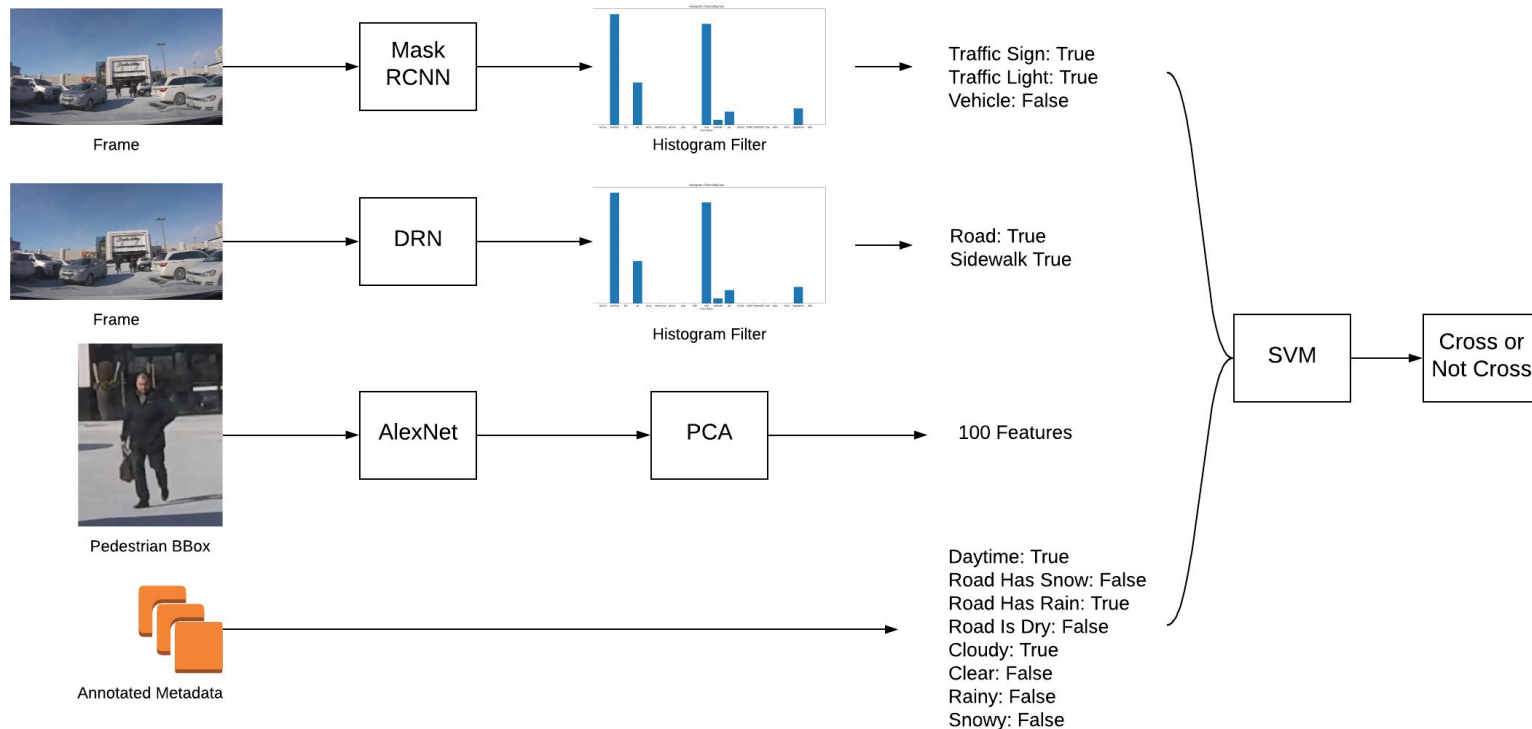 Mask
RCNN
Frame
Histogram Filter
Traffic Sign: True
Traffic Light: True
Vehicle: False
DRN
Frame
Histogram Filter
Road: True
Sidewalk True
Pedestrian BBox
AlexNet
PCA
100 Features
Annotated Metadata
Daytime: True
Road Has Snow: False
Road Has Rain: True
Road Is Dry: False
Cloudy: True
Clear: False
Rainy: False
Snowy: False
SVM
Cross or
Not Cross